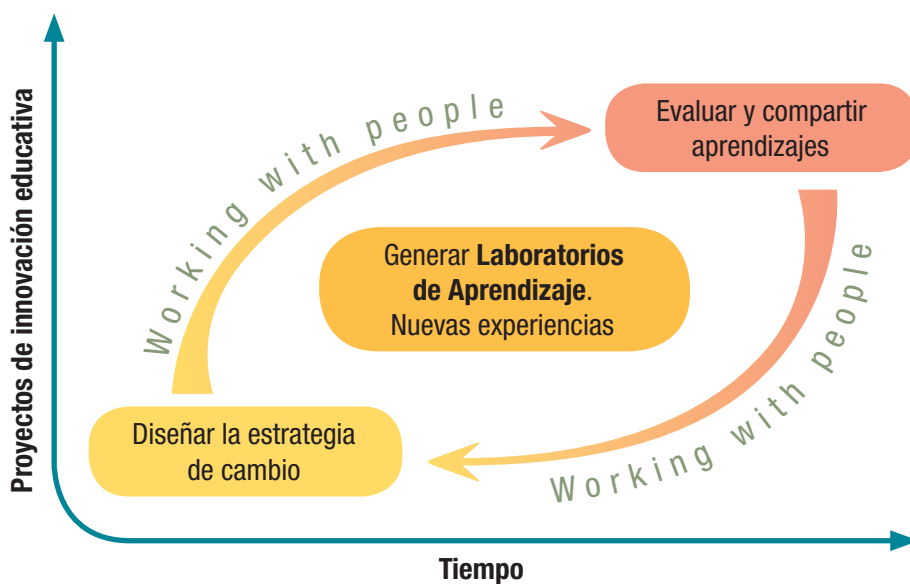 Proyectos de innovación educativa
Working with people
Evaluar y compartir
aprendizajes
Generar Laboratorios
de Aprendizaje.
Nuevas experiencias
Diseñar la estrategia
de cambio
Working with people
Tiempo